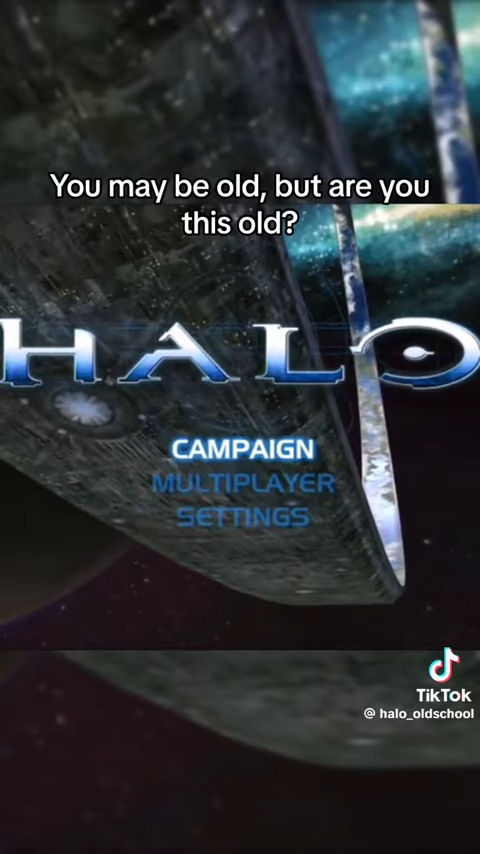 You may be old, but are you
this old?
HALO
CAMPAIGN
MULTIPLAYER
SETTINGS
TikTok
@ halo_oldschool